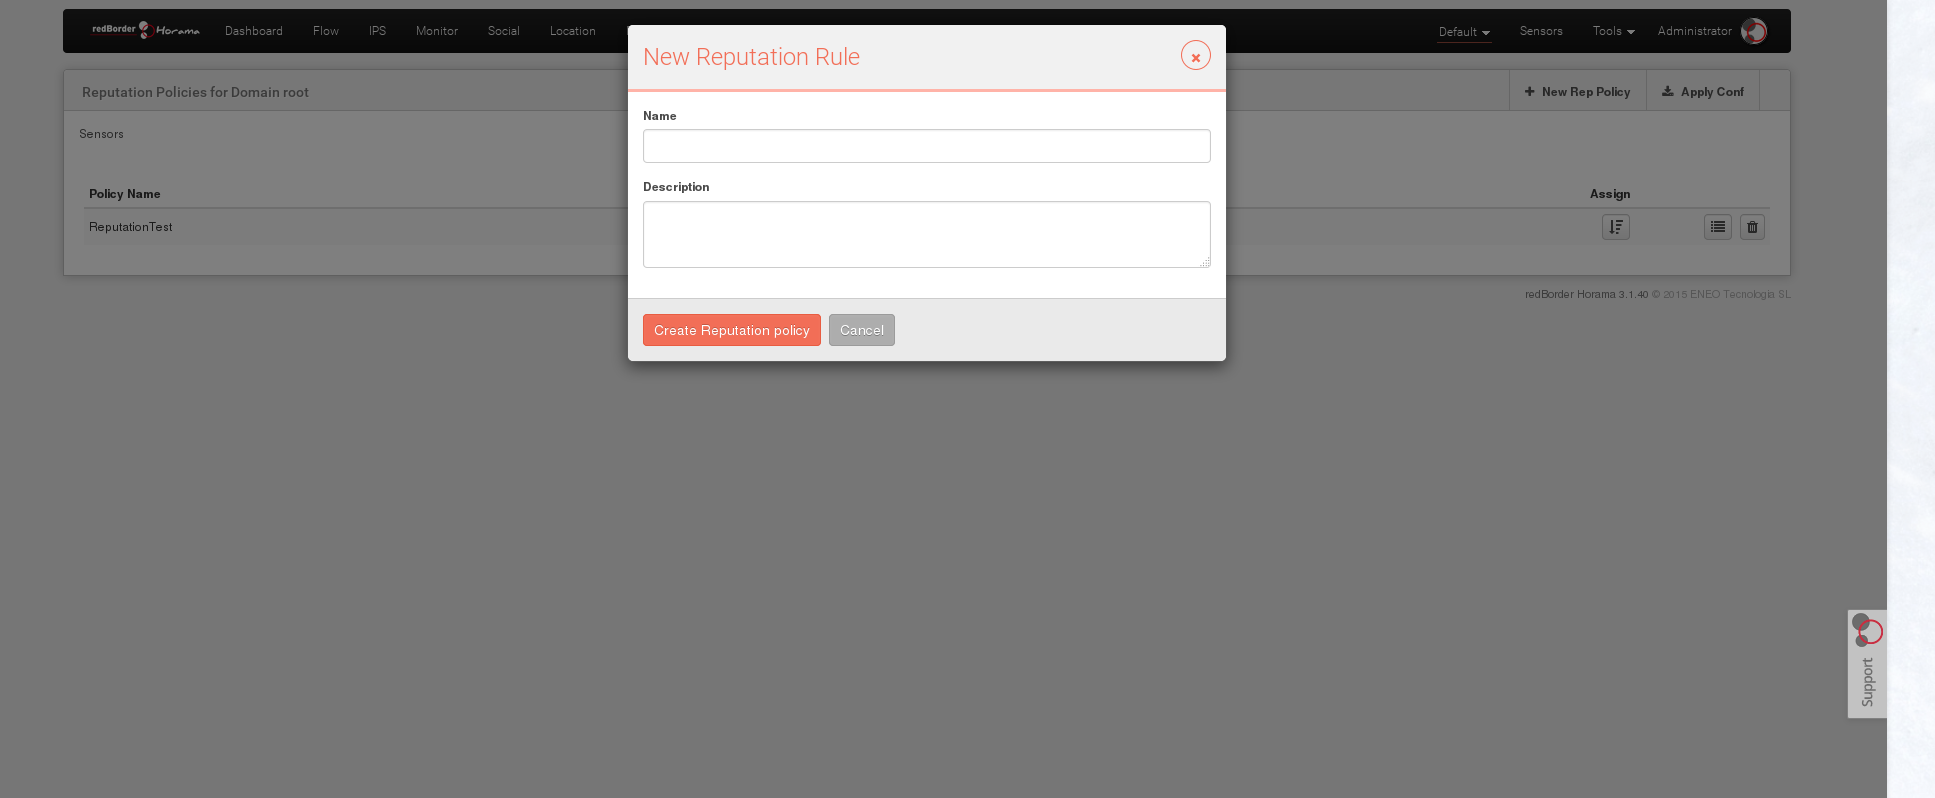 redBorder Horama Dashboard Flow IPS Monitor Social Location Default Sensors Tools Administrator
New Reputation Rule
Reputation Policies for Domain root
New Rep Policy Apply Conf
Name
Sensors
Description
Policy Name Assign
ReputationTest
redBorder Horama 3.1.40 © 2015 ENEO Tecnología SL
Create Reputation policy Cancel
Support